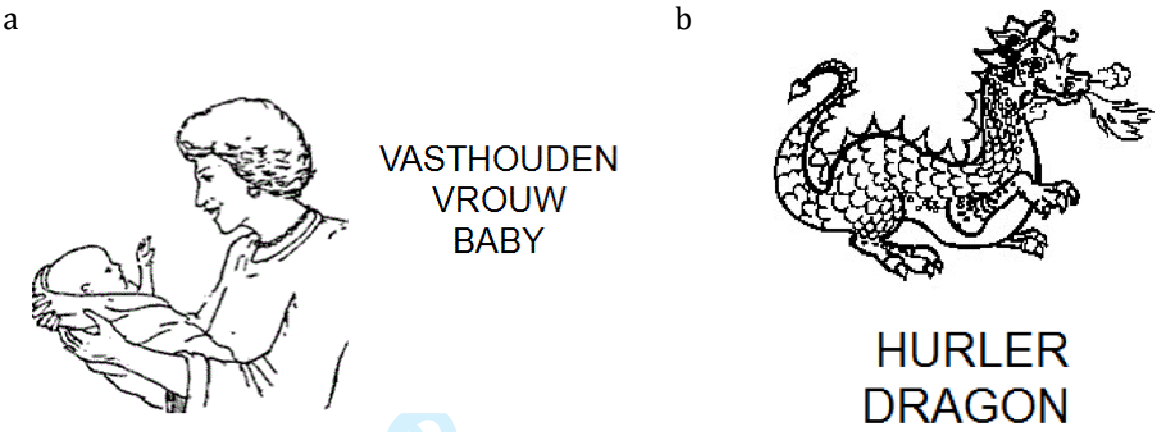 a
VASTHOUDEN
VROUW
BABY
b
HURLER
DRAGON